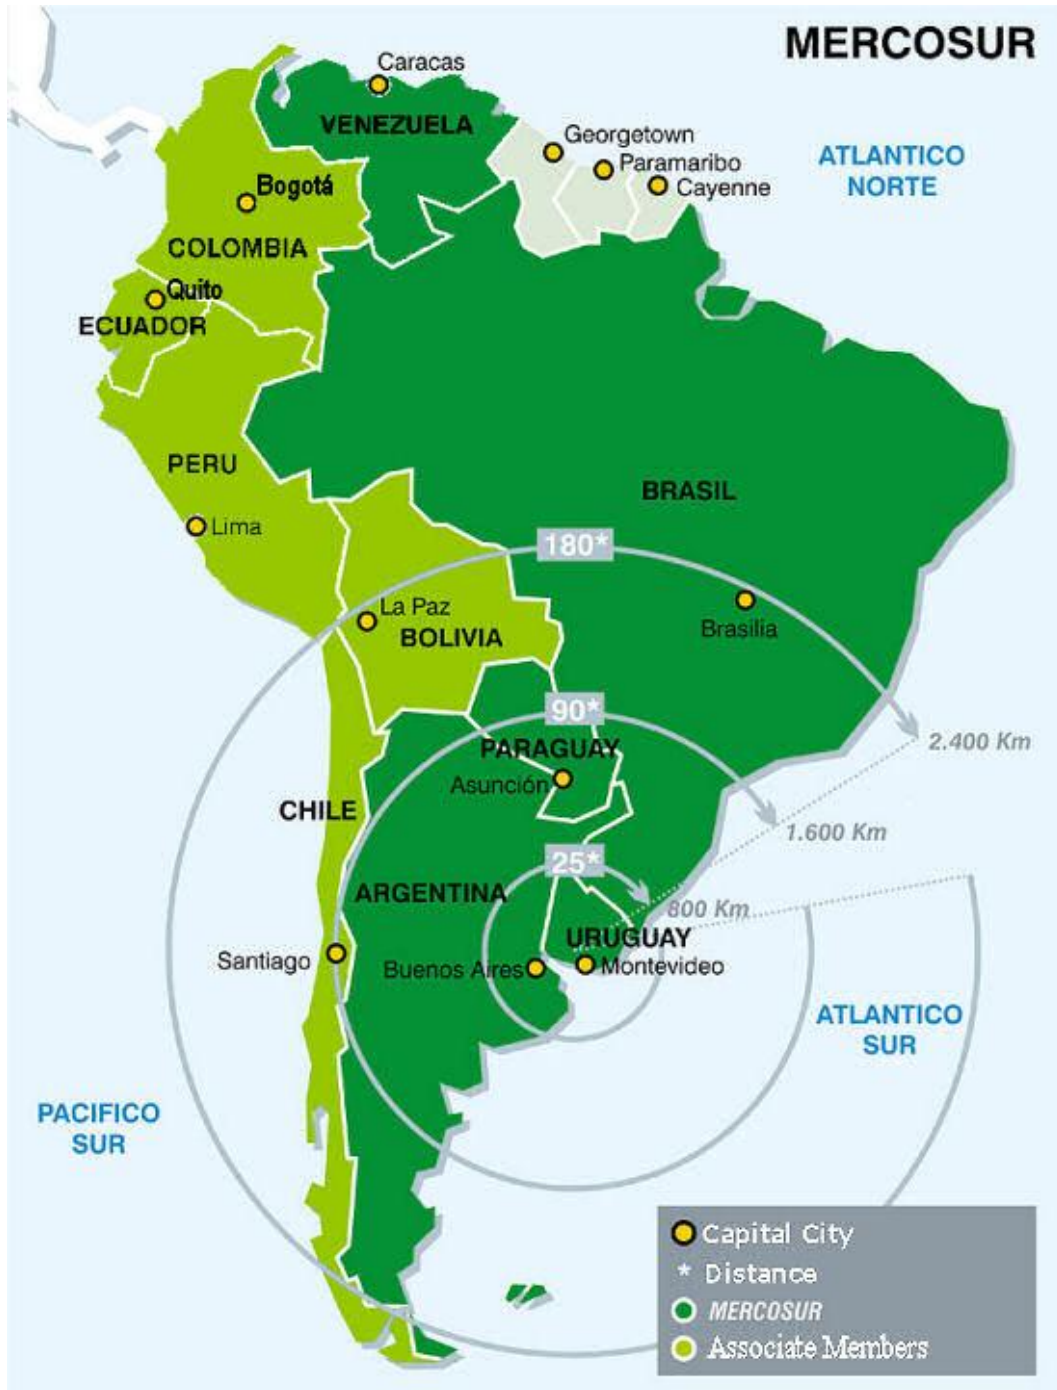 MERCOSUR
Caracas
VENEZUELA
Georgetown
Paramaribo
Cayenne
ATLANTICO
NORTE
Bogotá
COLOMBIA
Quito
ECUADOR
PERU
Lima
BRASIL
180*
La Paz
BOLIVIA
Brasilia
90*
2.400 Km
PARAGUAY
Asunción
CHILE
1.600 Km
25*
ARGENTINA
800 Km
URUGUAY
Santiago
Buenos Aires
Montevideo
ATLANTICO
SUR
PACIFICO
SUR
Capital City
* Distance
MERCOSUR
Associate Members